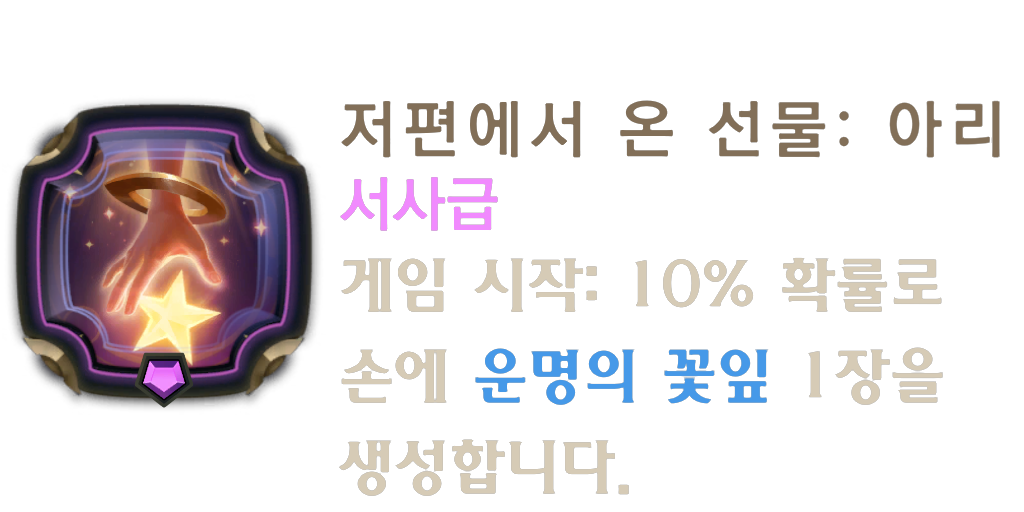 저편에서 온 선물: 아리
서사급
게임 시작: 10% 확률로
손에 운명의 꽃잎 1장을
생성합니다.